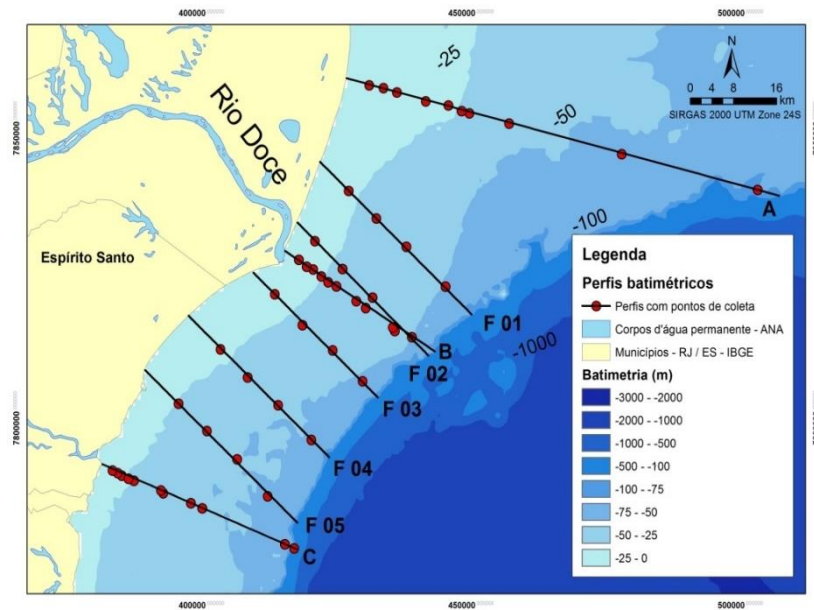 400000 450000 500000
-25
N
0 4 8 16
km
SIRGAS 2000 UTM Zone 24S
-50
7850000
Rio Doce
A
-100
Espírito Santo
F 01
-1000
B
F 02
F 03
7800000
F 04
F 05
C
Legenda
Perfis batimétricos
Perfis com pontos de coleta
Corpos d'água permanente - ANA
Municípios - RJ / ES - IBGE
Batimetria (m)
-3000 - -2000
-2000 - -1000
-1000 - -500
-500 - -100
-100 - -75
-75 - -50
-50 - -25
-25 - 0
400000 450000 500000